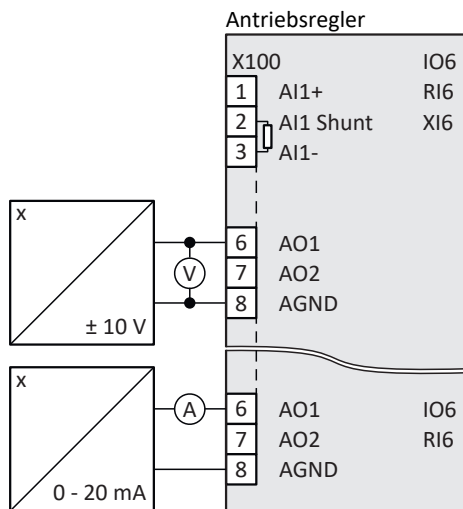 Antriebsregler
X100 IO6
1 AI1+ RI6
2 AI1 Shunt XI6
3 AI1-
x
6 AO1
V 7 AO2
8 AGND
± 10 V
x
A 6 AO1 IO6
7 AO2 RI6
8 AGND
0 - 20 mA